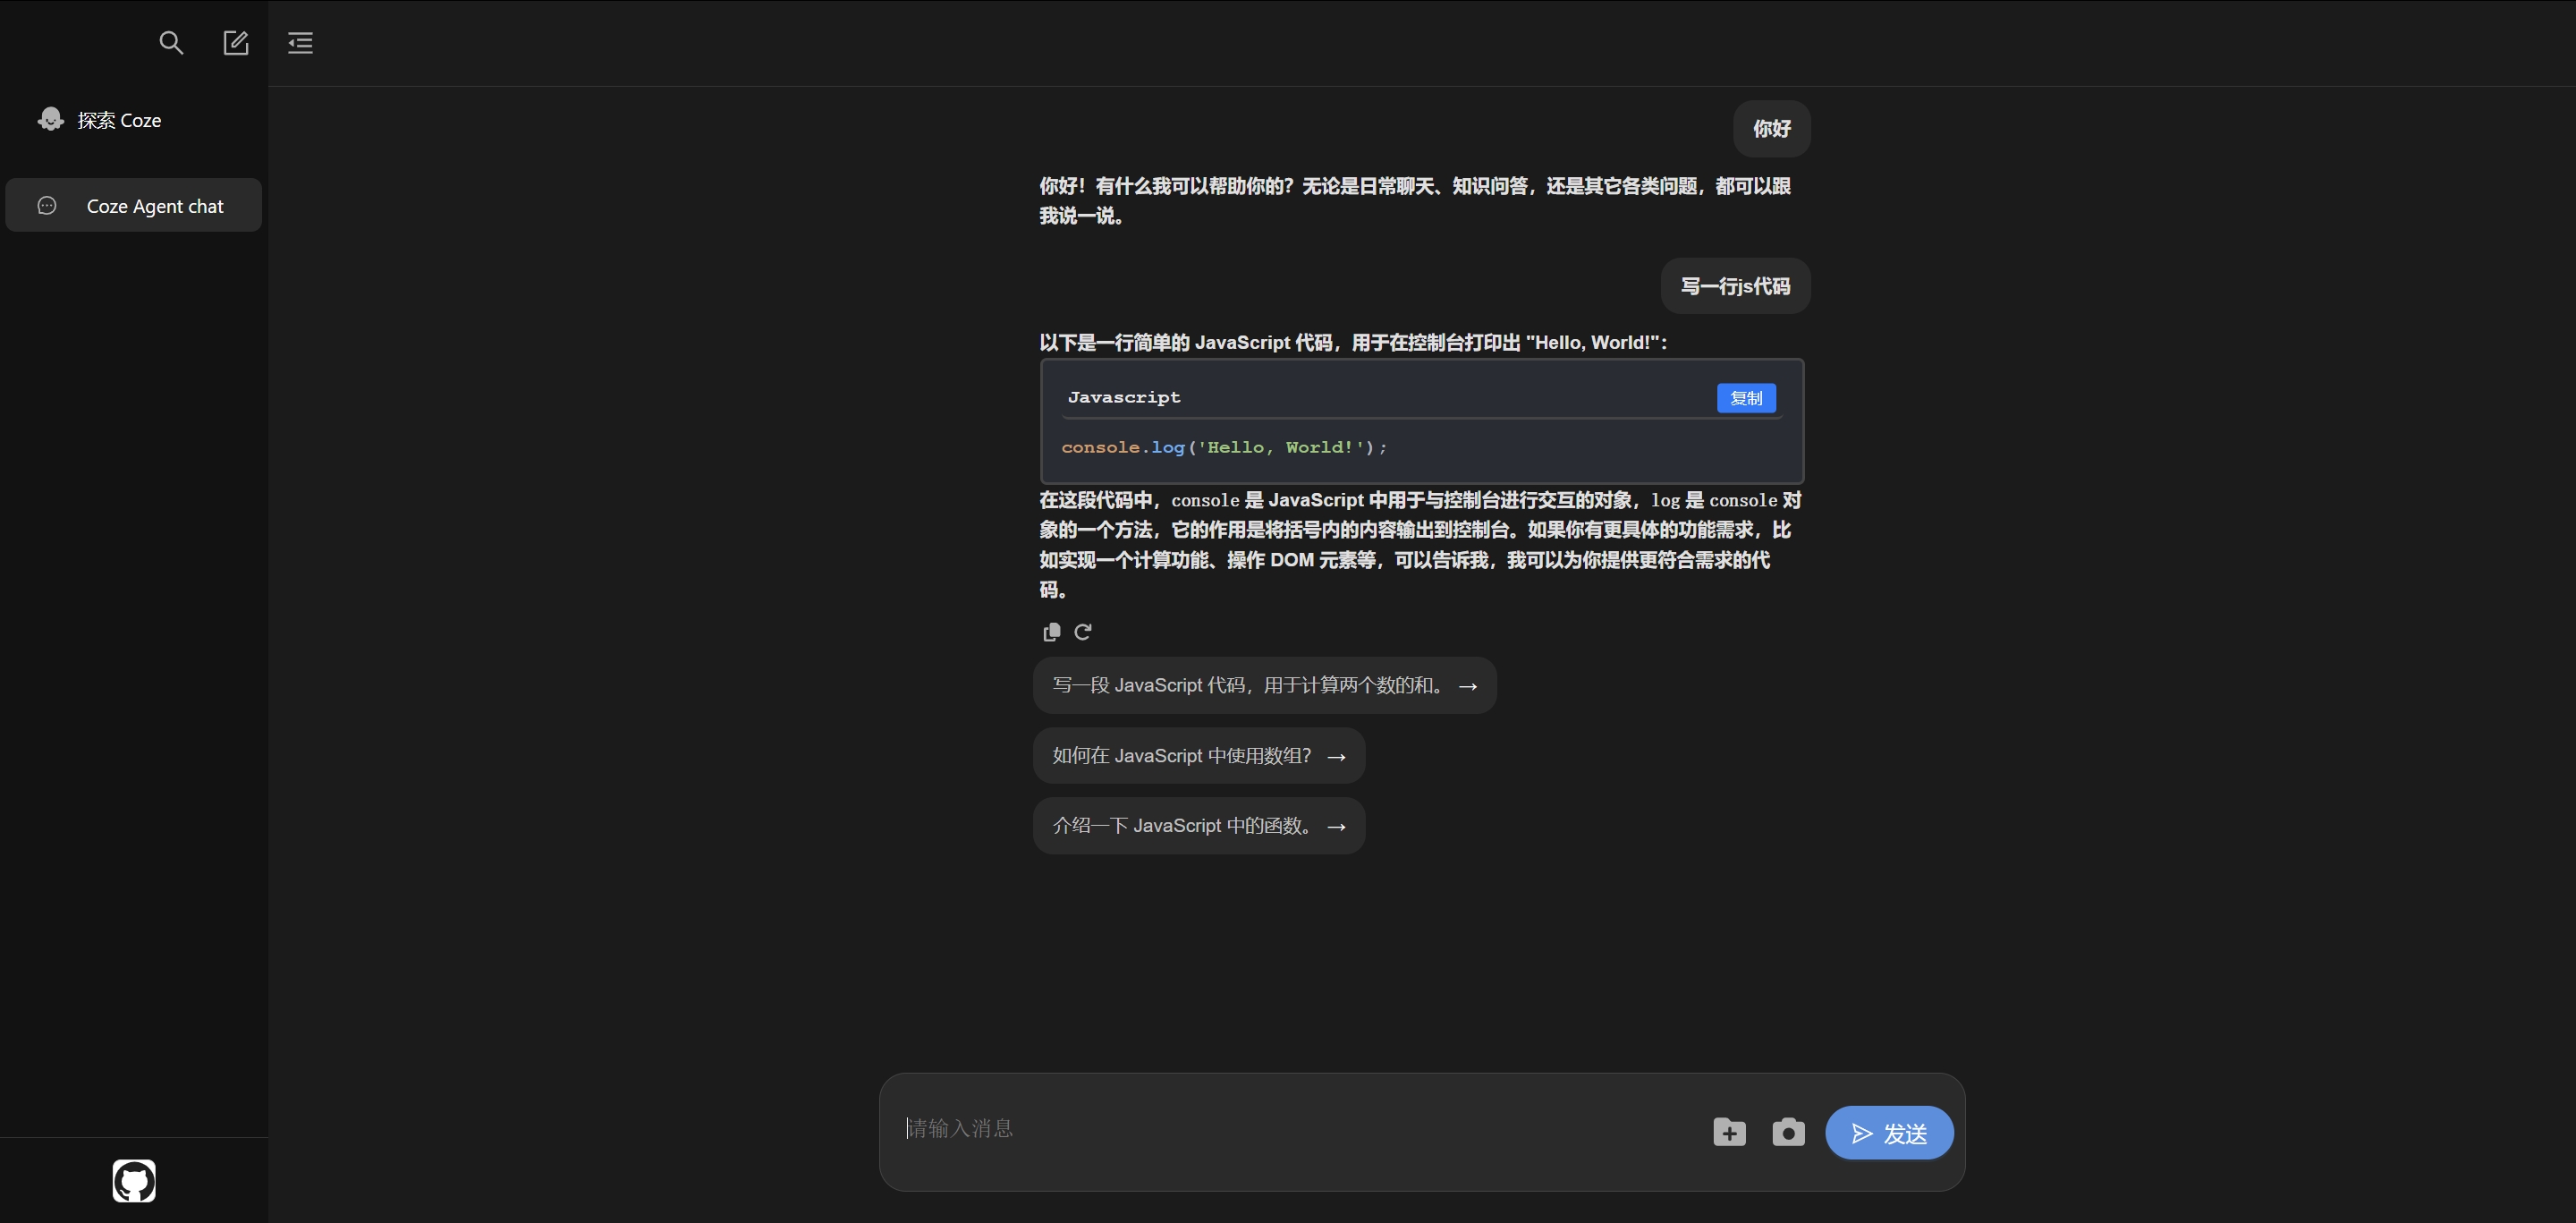 探索 Coze
Coze Agent chat
你好
你好！有什么我可以帮助你的？无论是日常聊天、知识问答，还是其它各类问题，都可以跟
我说一说。
写一行js代码
以下是一行简单的 JavaScript 代码，用于在控制台打印出 "Hello, World!"：
Javascript
复制
console.log('Hello, World!');
在这段代码中，console 是 JavaScript 中用于与控制台进行交互的对象，log 是 console 对
象的一个方法，它的作用是将括号内的内容输出到控制台。如果你有更具体的功能需求，比
如实现一个计算功能、操作 DOM 元素等，可以告诉我，我可以为你提供更符合需求的代
码。
写一段 JavaScript 代码，用于计算两个数的和。 →
如何在 JavaScript 中使用数组？ →
介绍一下 JavaScript 中的函数。 →
请输入消息
发送